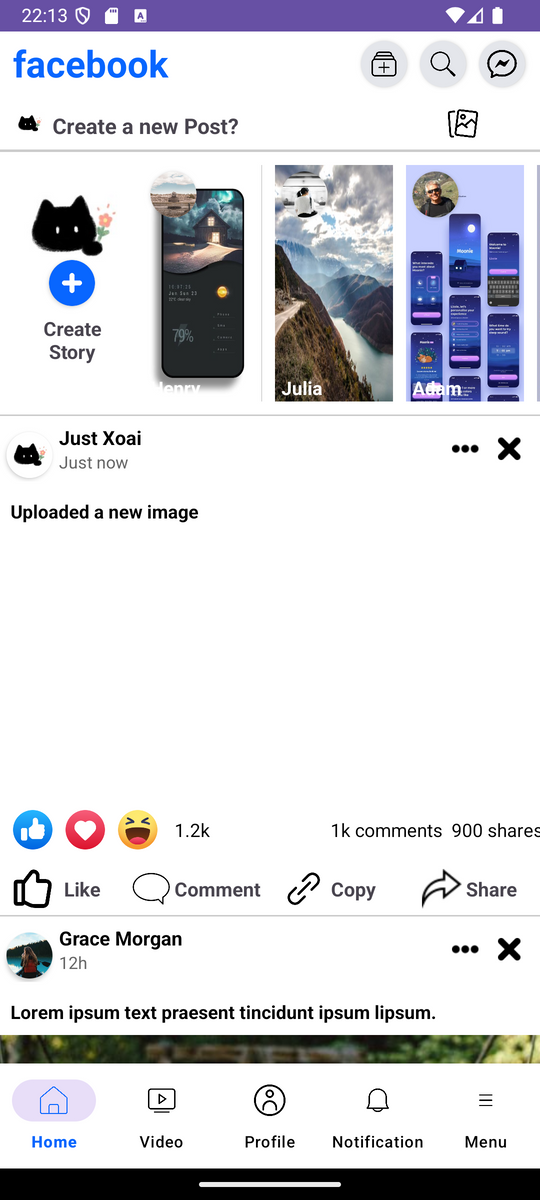 22:13
A
facebook
Create a new Post?
Create
Story
79%
Julia
Adam
Just Xoai
Just now
Uploaded a new image
1.2k
1k comments 900 shares
Like
Comment
Copy
Share
Grace Morgan
12h
Lorem ipsum text praesent tincidunt ipsum lipsum.
Home
Video
Profile
Notification
Menu